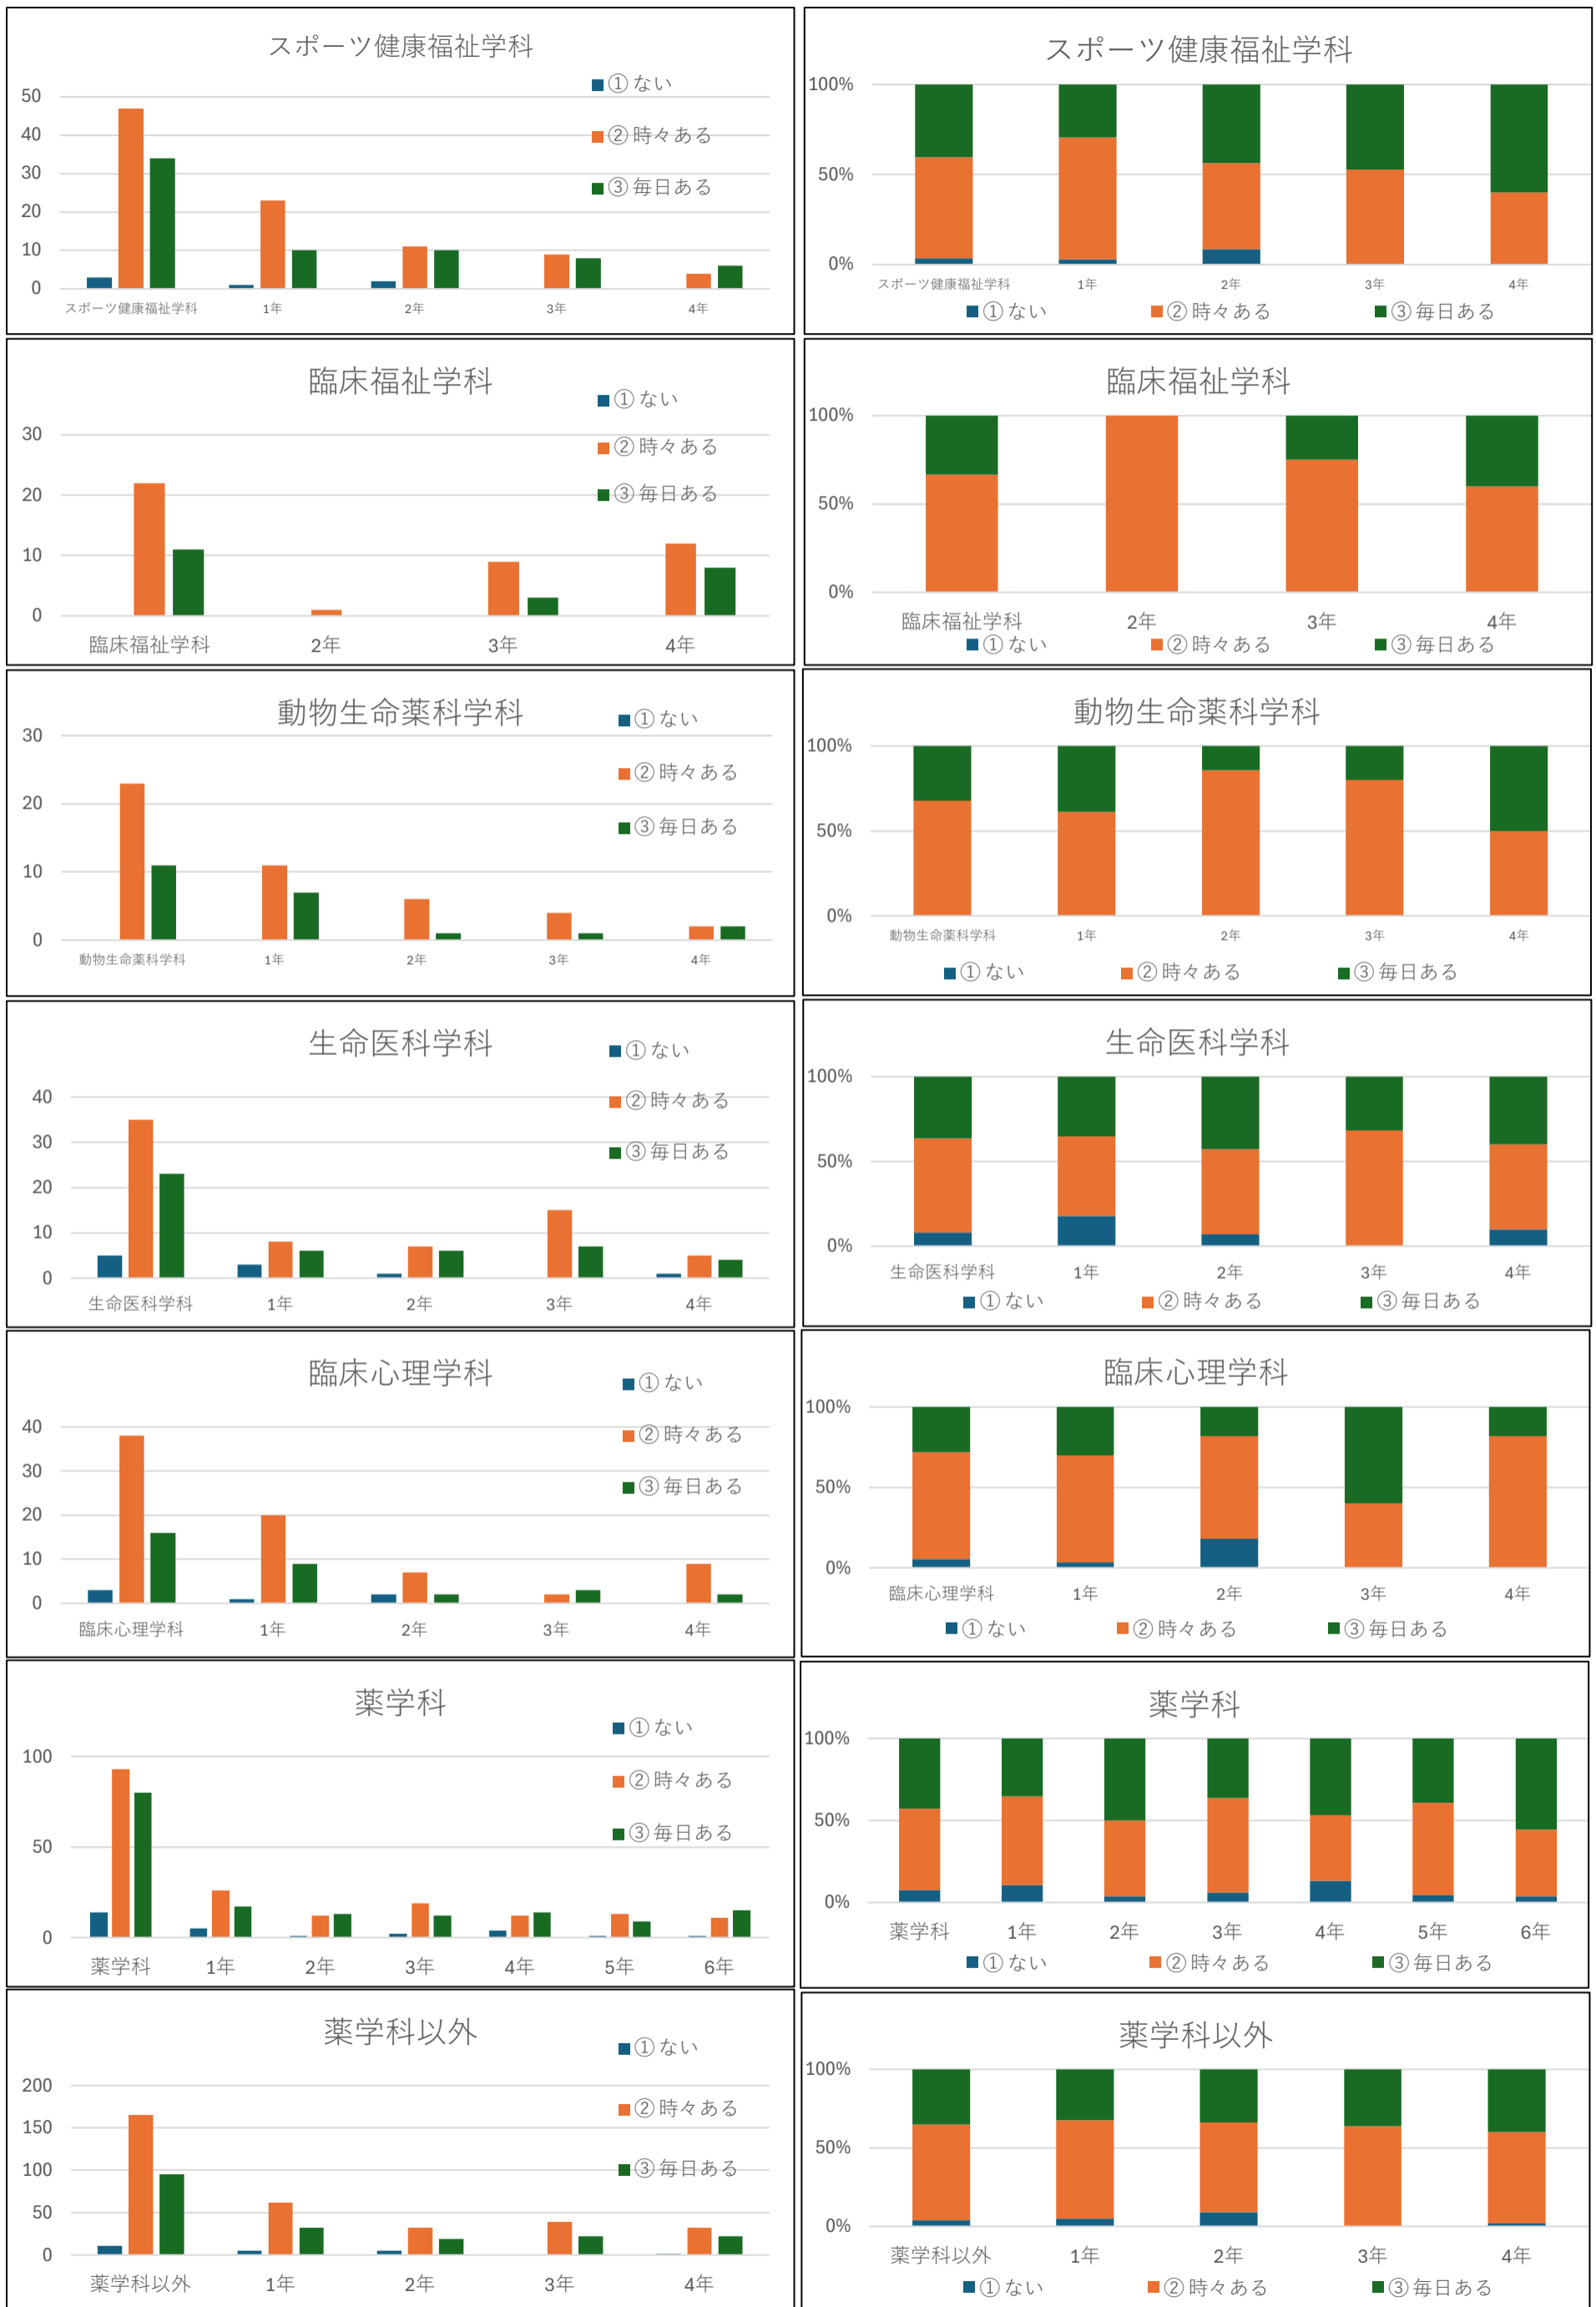 スポーツ健康福祉学科
①ない
②時々ある
③毎日ある
50
40
30
20
10
0
スポーツ健康福祉学科 1年 2年 3年 4年
スポーツ健康福祉学科
100%
50%
0%
スポーツ健康福祉学科 1年 2年 3年 4年
①ない ②時々ある ③毎日ある
臨床福祉学科
①ない
②時々ある
③毎日ある
30
20
10
0
臨床福祉学科 2年 3年 4年
臨床福祉学科
100%
50%
0%
臨床福祉学科 2年 3年 4年
①ない ②時々ある ③毎日ある
動物生命薬科学科
①ない
②時々ある
③毎日ある
30
20
10
0
動物生命薬科学科 1年 2年 3年 4年
動物生命薬科学科
100%
50%
0%
動物生命薬科学科 1年 2年 3年 4年
①ない ②時々ある ③毎日ある
生命医科学科
①ない
②時々ある
③毎日ある
40
30
20
10
0
生命医科学科 1年 2年 3年 4年
生命医科学科
100%
50%
0%
生命医科学科 1年 2年 3年 4年
①ない ②時々ある ③毎日ある
臨床心理学科
①ない
②時々ある
③毎日ある
40
30
20
10
0
臨床心理学科 1年 2年 3年 4年
臨床心理学科
100%
50%
0%
臨床心理学科 1年 2年 3年 4年
①ない ②時々ある ③毎日ある
薬学科
①ない
②時々ある
③毎日ある
100
50
0
薬学科 1年 2年 3年 4年 5年 6年
薬学科
100%
50%
0%
薬学科 1年 2年 3年 4年 5年 6年
①ない ②時々ある ③毎日ある
薬学科以外
①ない
②時々ある
③毎日ある
200
150
100
50
0
薬学科以外 1年 2年 3年 4年
薬学科以外
100%
50%
0%
薬学科以外 1年 2年 3年 4年
①ない ②時々ある ③毎日ある